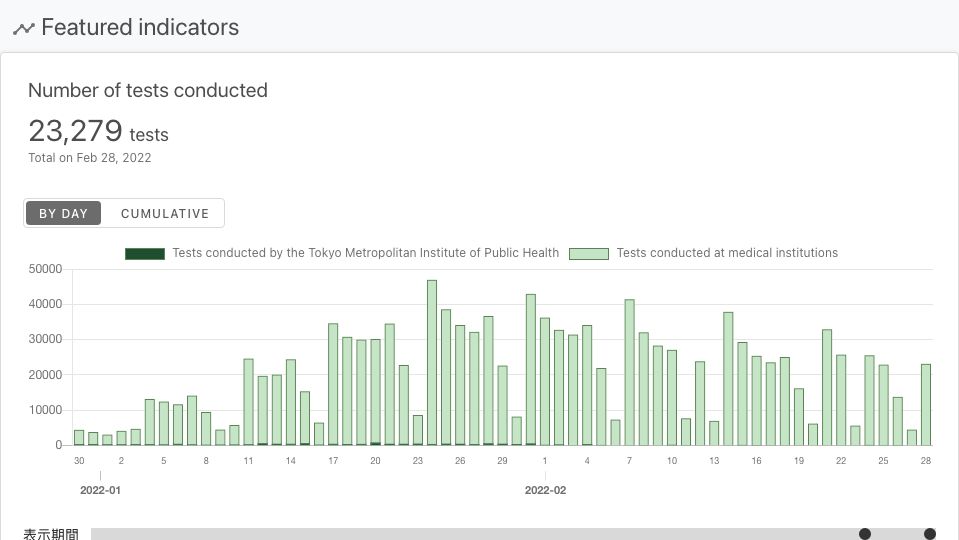 Featured indicators
Number of tests conducted
23,279 tests
Total on Feb 28, 2022
BY DAY CUMULATIVE
Tests conducted by the Tokyo Metropolitan Institute of Public Health Tests conducted at medical institutions
50000
40000
30000
20000
10000
0
30 2 5 8 11 14 17 20 23 26 29 1 4 7 10 13 16 19 22 25 28
2022-01 2022-02
表示期間